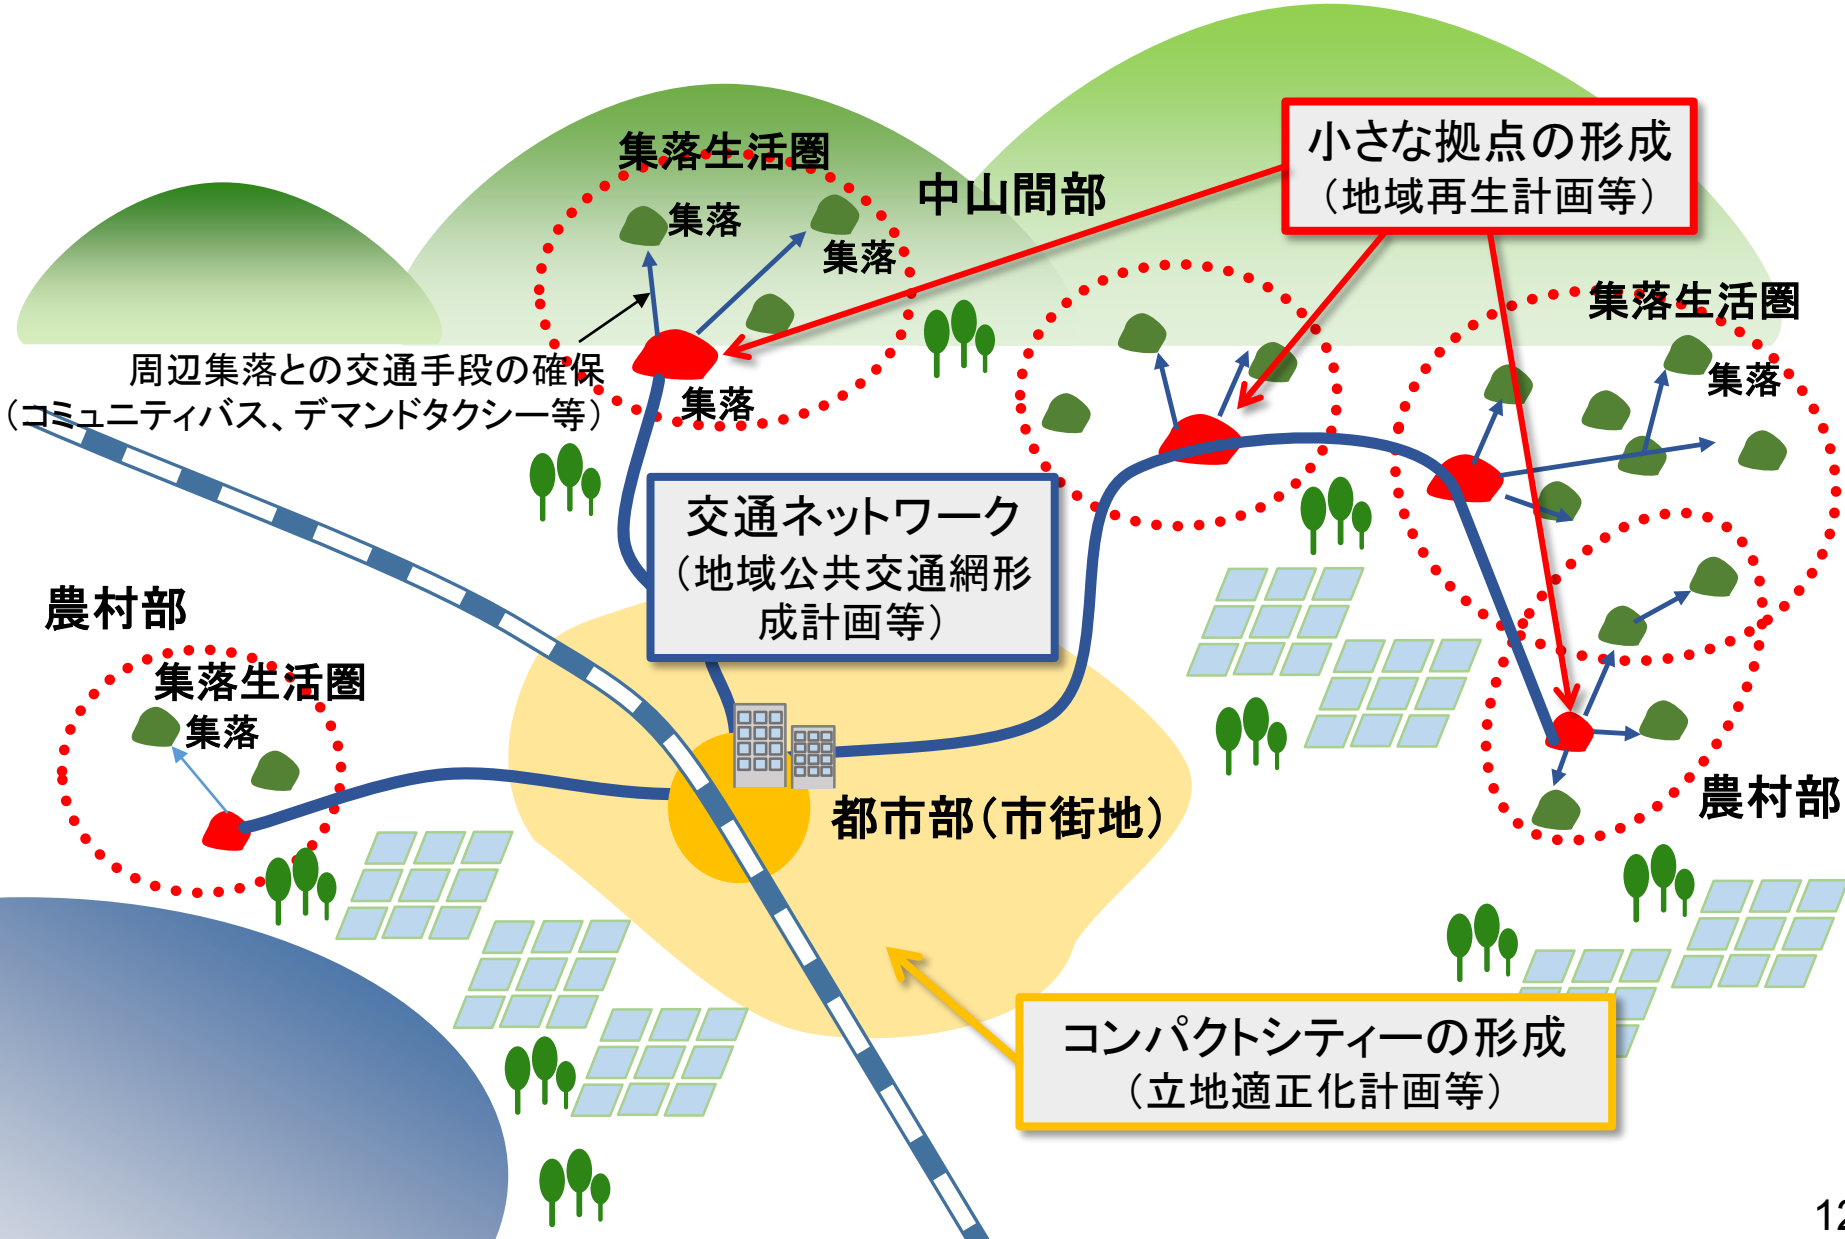 小さな拠点の形成
（地域再生計画等）
集落生活圏
中山間部
集落
集落
集落生活圏
周辺集落との交通手段の確保
（コミュニティバス、デマンドタクシー等）
集落
集落
交通ネットワーク
（地域公共交通網形
成計画等）
農村部
集落生活圏
集落
都市部（市街地）
農村部
コンパクトシティーの形成
（立地適正化計画等）
12